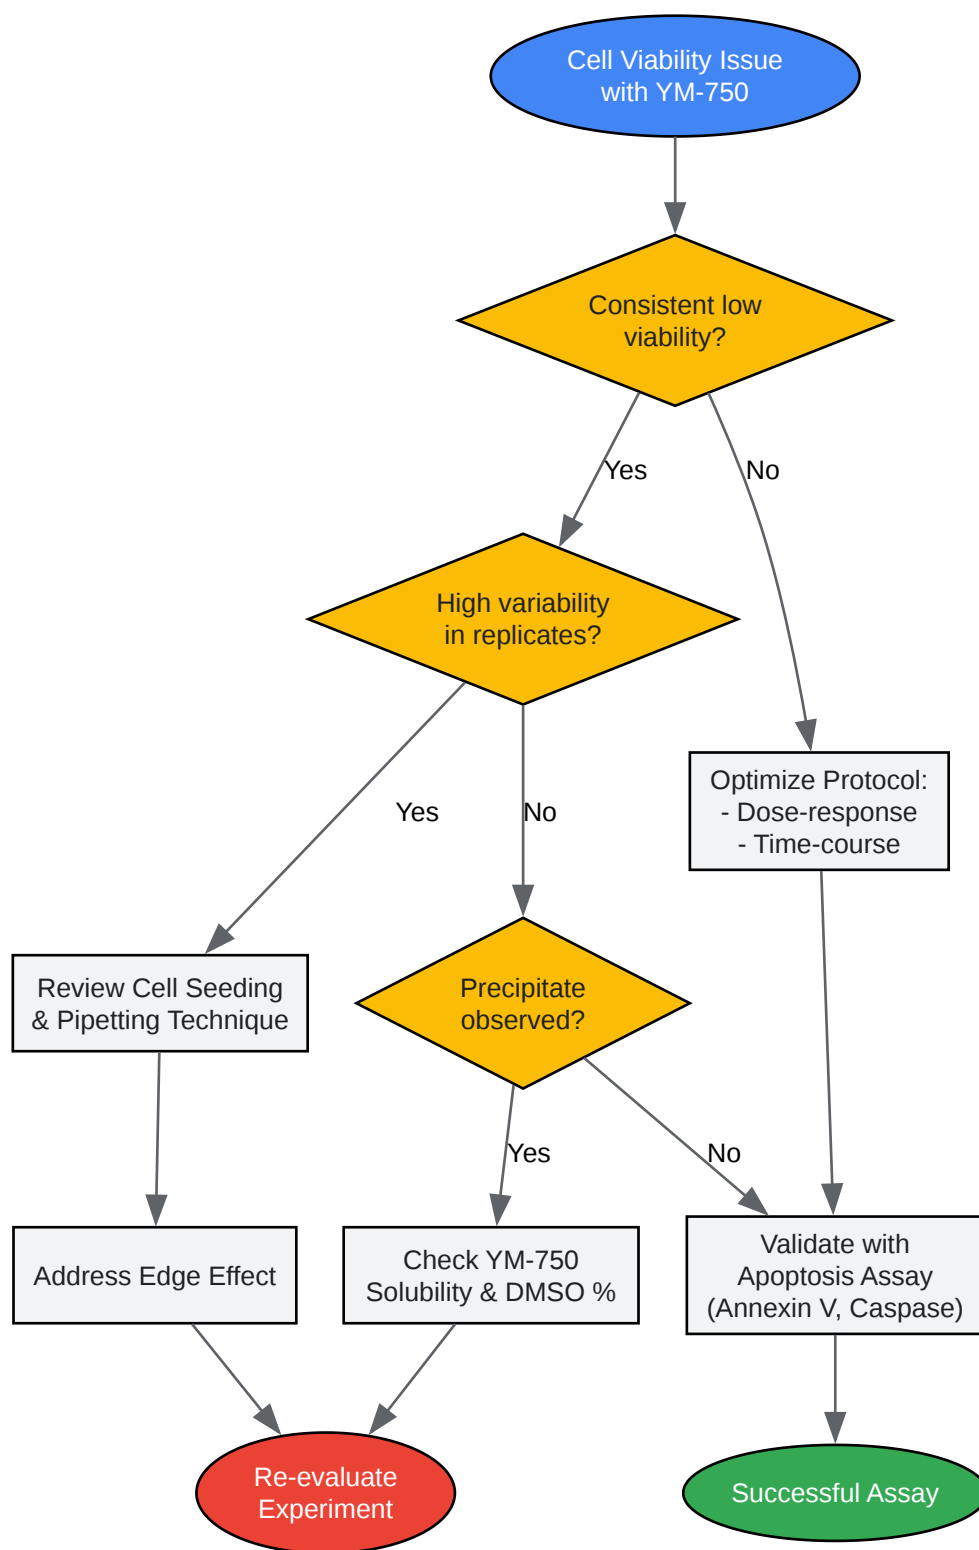 Cell Viability Issue
with YM-750
Consistent low
viability?
Yes
No
High variability
in replicates?
Optimize Protocol:
- Dose-response
- Time-course
Yes
No
Review Cell Seeding
& Pipetting Technique
Precipitate
observed?
Yes
No
Address Edge Effect
Check YM-750
Solubility & DMSO %
Validate with
Apoptosis Assay
(Annexin V, Caspase)
Re-evaluate
Experiment
Successful Assay